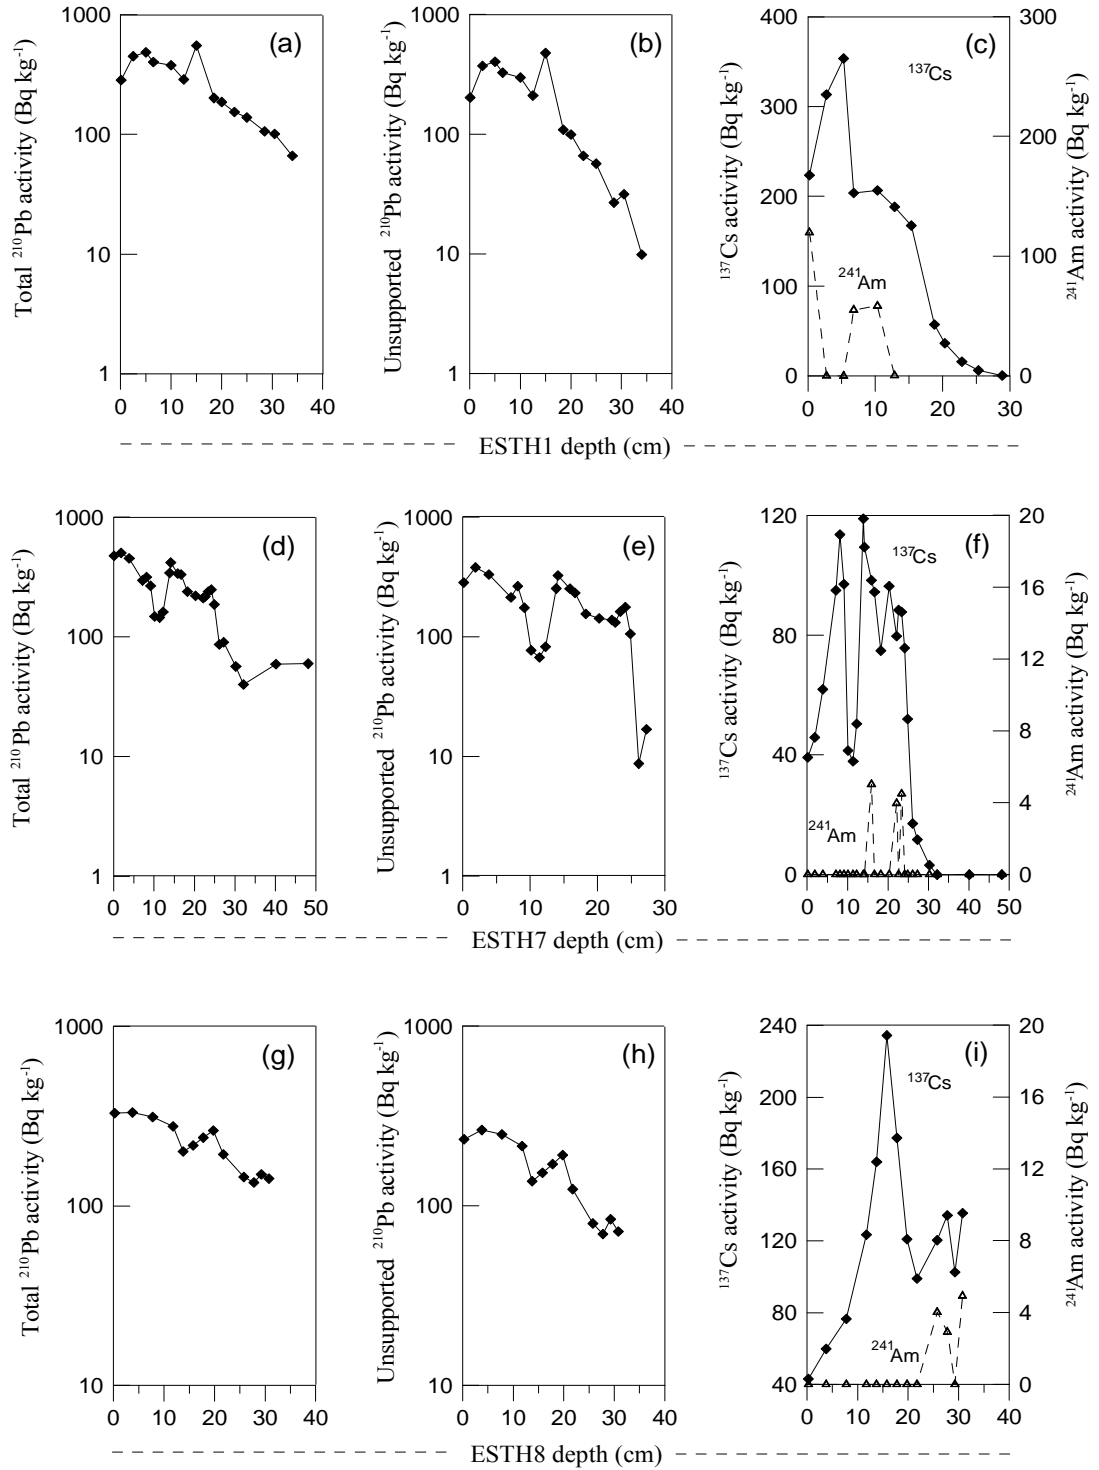 1000
100
10
1
0 10 20 30 40
Total ²¹⁰Pb activity (Bq kg⁻¹)
(a)
1000
100
10
1
0 10 20 30 40
Unsupported ²¹⁰Pb activity (Bq kg⁻¹)
(b)
400
300
200
100
0
0 10 20 30
300
200
100
0
¹³⁷Cs activity (Bq kg⁻¹)
²⁴¹Am activity (Bq kg⁻¹)
(c)
¹³⁷Cs
²⁴¹Am
ESTH1 depth (cm)
1000
100
10
1
0 10 20 30 40 50
Total ²¹⁰Pb activity (Bq kg⁻¹)
(d)
1000
100
10
1
0 10 20 30
Unsupported ²¹⁰Pb activity (Bq kg⁻¹)
(e)
120
80
40
0
0 10 20 30 40 50
20
16
12
8
4
0
¹³⁷Cs activity (Bq kg⁻¹)
²⁴¹Am activity (Bq kg⁻¹)
(f)
¹³⁷Cs
²⁴¹Am
ESTH7 depth (cm)
1000
100
10
0 10 20 30 40
Total ²¹⁰Pb activity (Bq kg⁻¹)
(g)
1000
100
10
0 10 20 30 40
Unsupported ²¹⁰Pb activity (Bq kg⁻¹)
(h)
240
200
160
120
80
40
0 10 20 30 40
20
16
12
8
4
0
¹³⁷Cs activity (Bq kg⁻¹)
²⁴¹Am activity (Bq kg⁻¹)
(i)
¹³⁷Cs
²⁴¹Am
ESTH8 depth (cm)